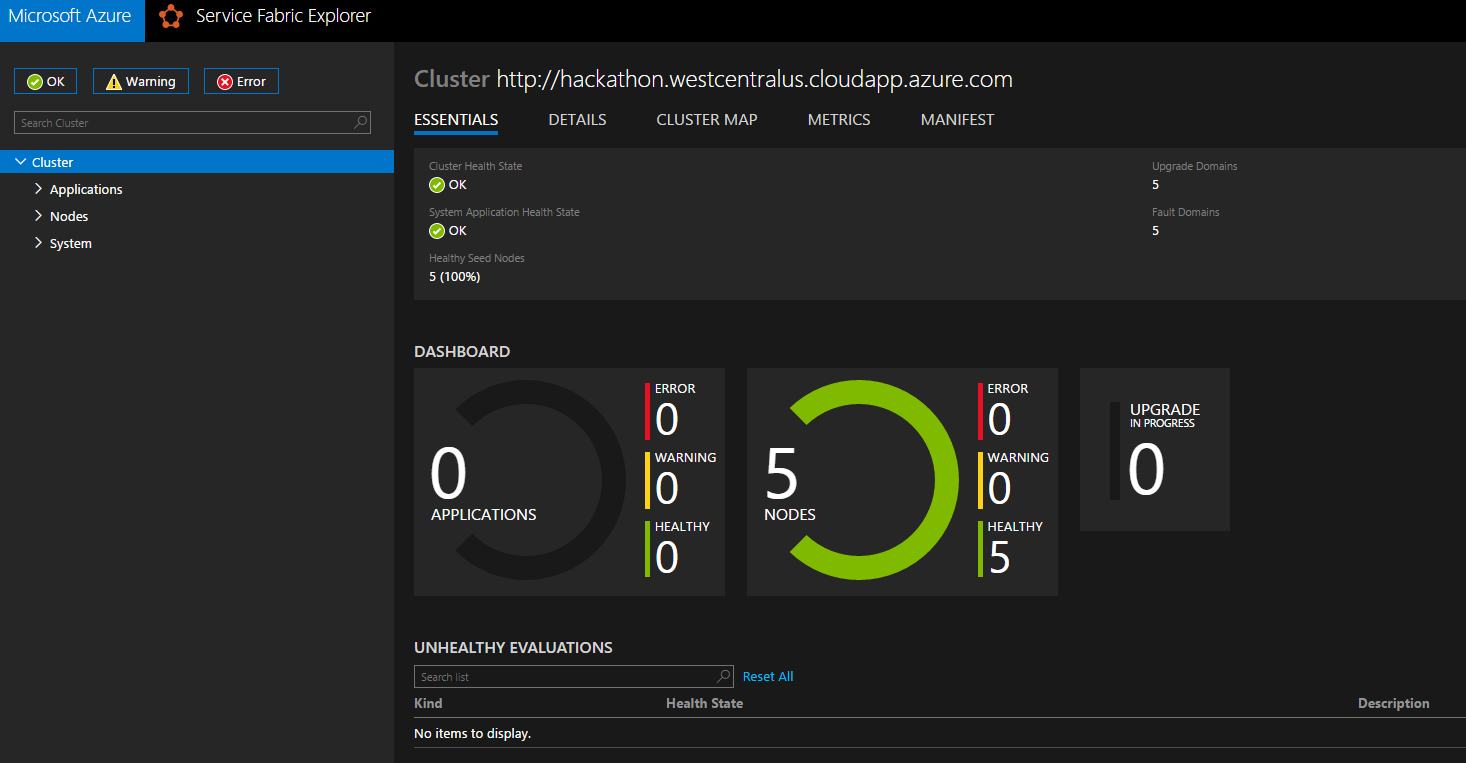 Microsoft Azure
Service Fabric Explorer
OK
Warning
Error
Search Cluster
Cluster
Applications
Nodes
System
Cluster http://hackathon.westcentralus.cloudapp.azure.com
ESSENTIALS
DETAILS
CLUSTER MAP
METRICS
MANIFEST
Cluster Health State
OK
System Application Health State
OK
Healthy Seed Nodes
5 (100%)
Upgrade Domains
5
Fault Domains
5
DASHBOARD
0
APPLICATIONS
ERROR
0
WARNING
0
HEALTHY
0
5
NODES
ERROR
0
WARNING
0
HEALTHY
5
UPGRADE
IN PROGRESS
0
UNHEALTHY EVALUATIONS
Search list
Reset All
Kind
Health State
Description
No items to display.